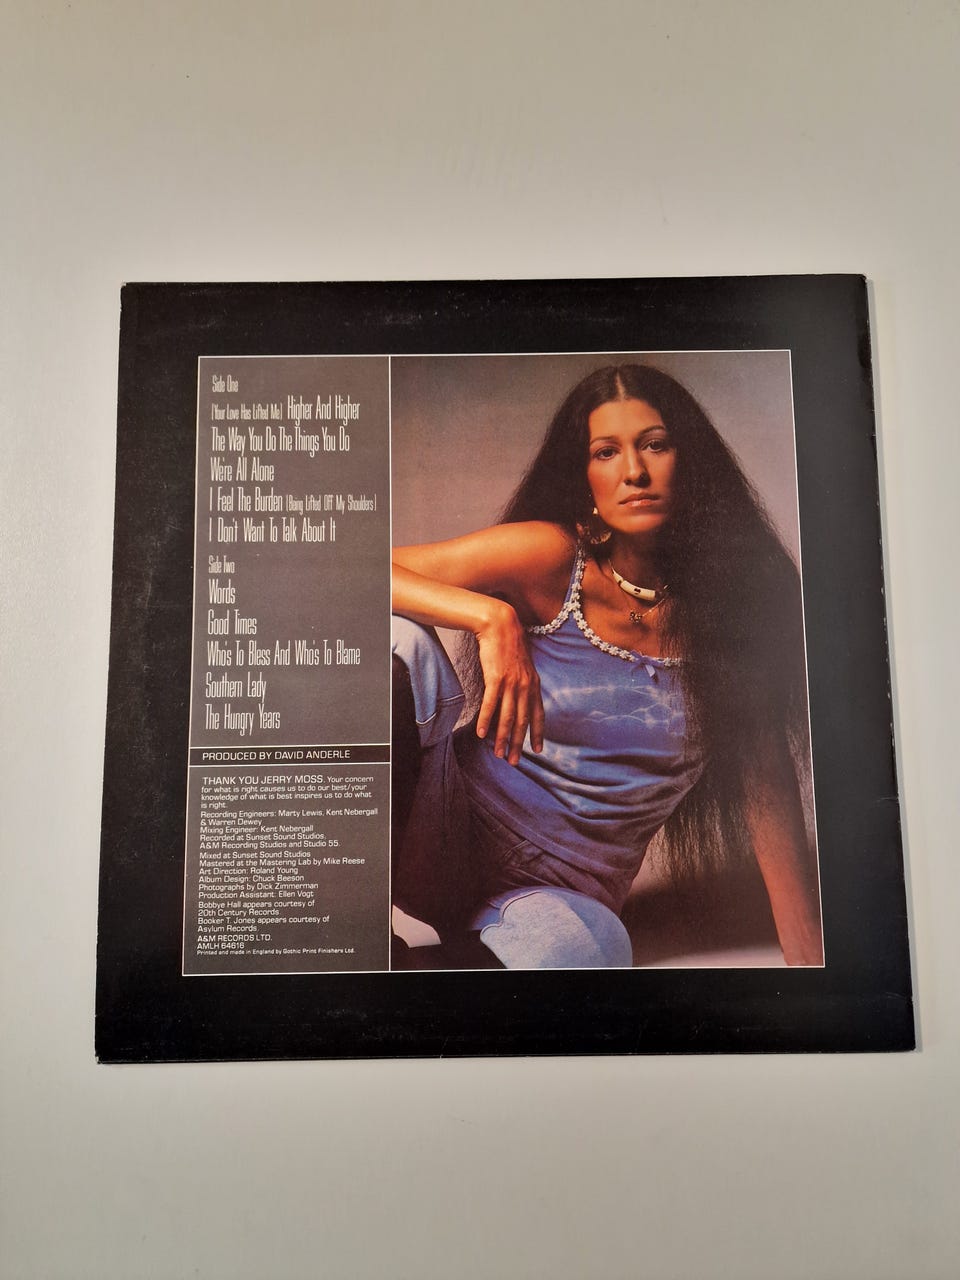 Side One
(Your Love Has Lifted Me) Higher And Higher
The Way You Do The Things You Do
We're All Alone
I Feel The Burden (Being Lifted Off My Shoulders)
I Don't Want To Talk About It
Side Two
Words
Good Times
Who's To Bless And Who's To Blame
Southern Lady
The Hungry Years
PRODUCED BY DAVID ANDERLE
THANK YOU JERRY MOSS. Your concern
for what is right causes us to do our best/your
knowledge of what is best inspires us to do what
is right.
Recording Engineers: Marty Lewis, Kent Nebergall
& Warren Dewey
Mixing Engineer: Kent Nebergall
Recorded at Sunset Sound Studios,
A&M Recording Studios and Studio 55.
Mixed at Sunset Sound Studios
Mastered at the Mastering Lab by Mike Reese
Art Direction: Roland Young
Album Design: Chuck Beeson
Photographs by Dick Zimmerman
Production Assistant: Ellen Vogt
Bobbye Hall appears courtesy of
20th Century Records
Booker T. Jones appears courtesy of
Asylum Records.
A&M RECORDS LTD.
AMLH 64616
Printed and made in England by Gothic Print Finishers Ltd.